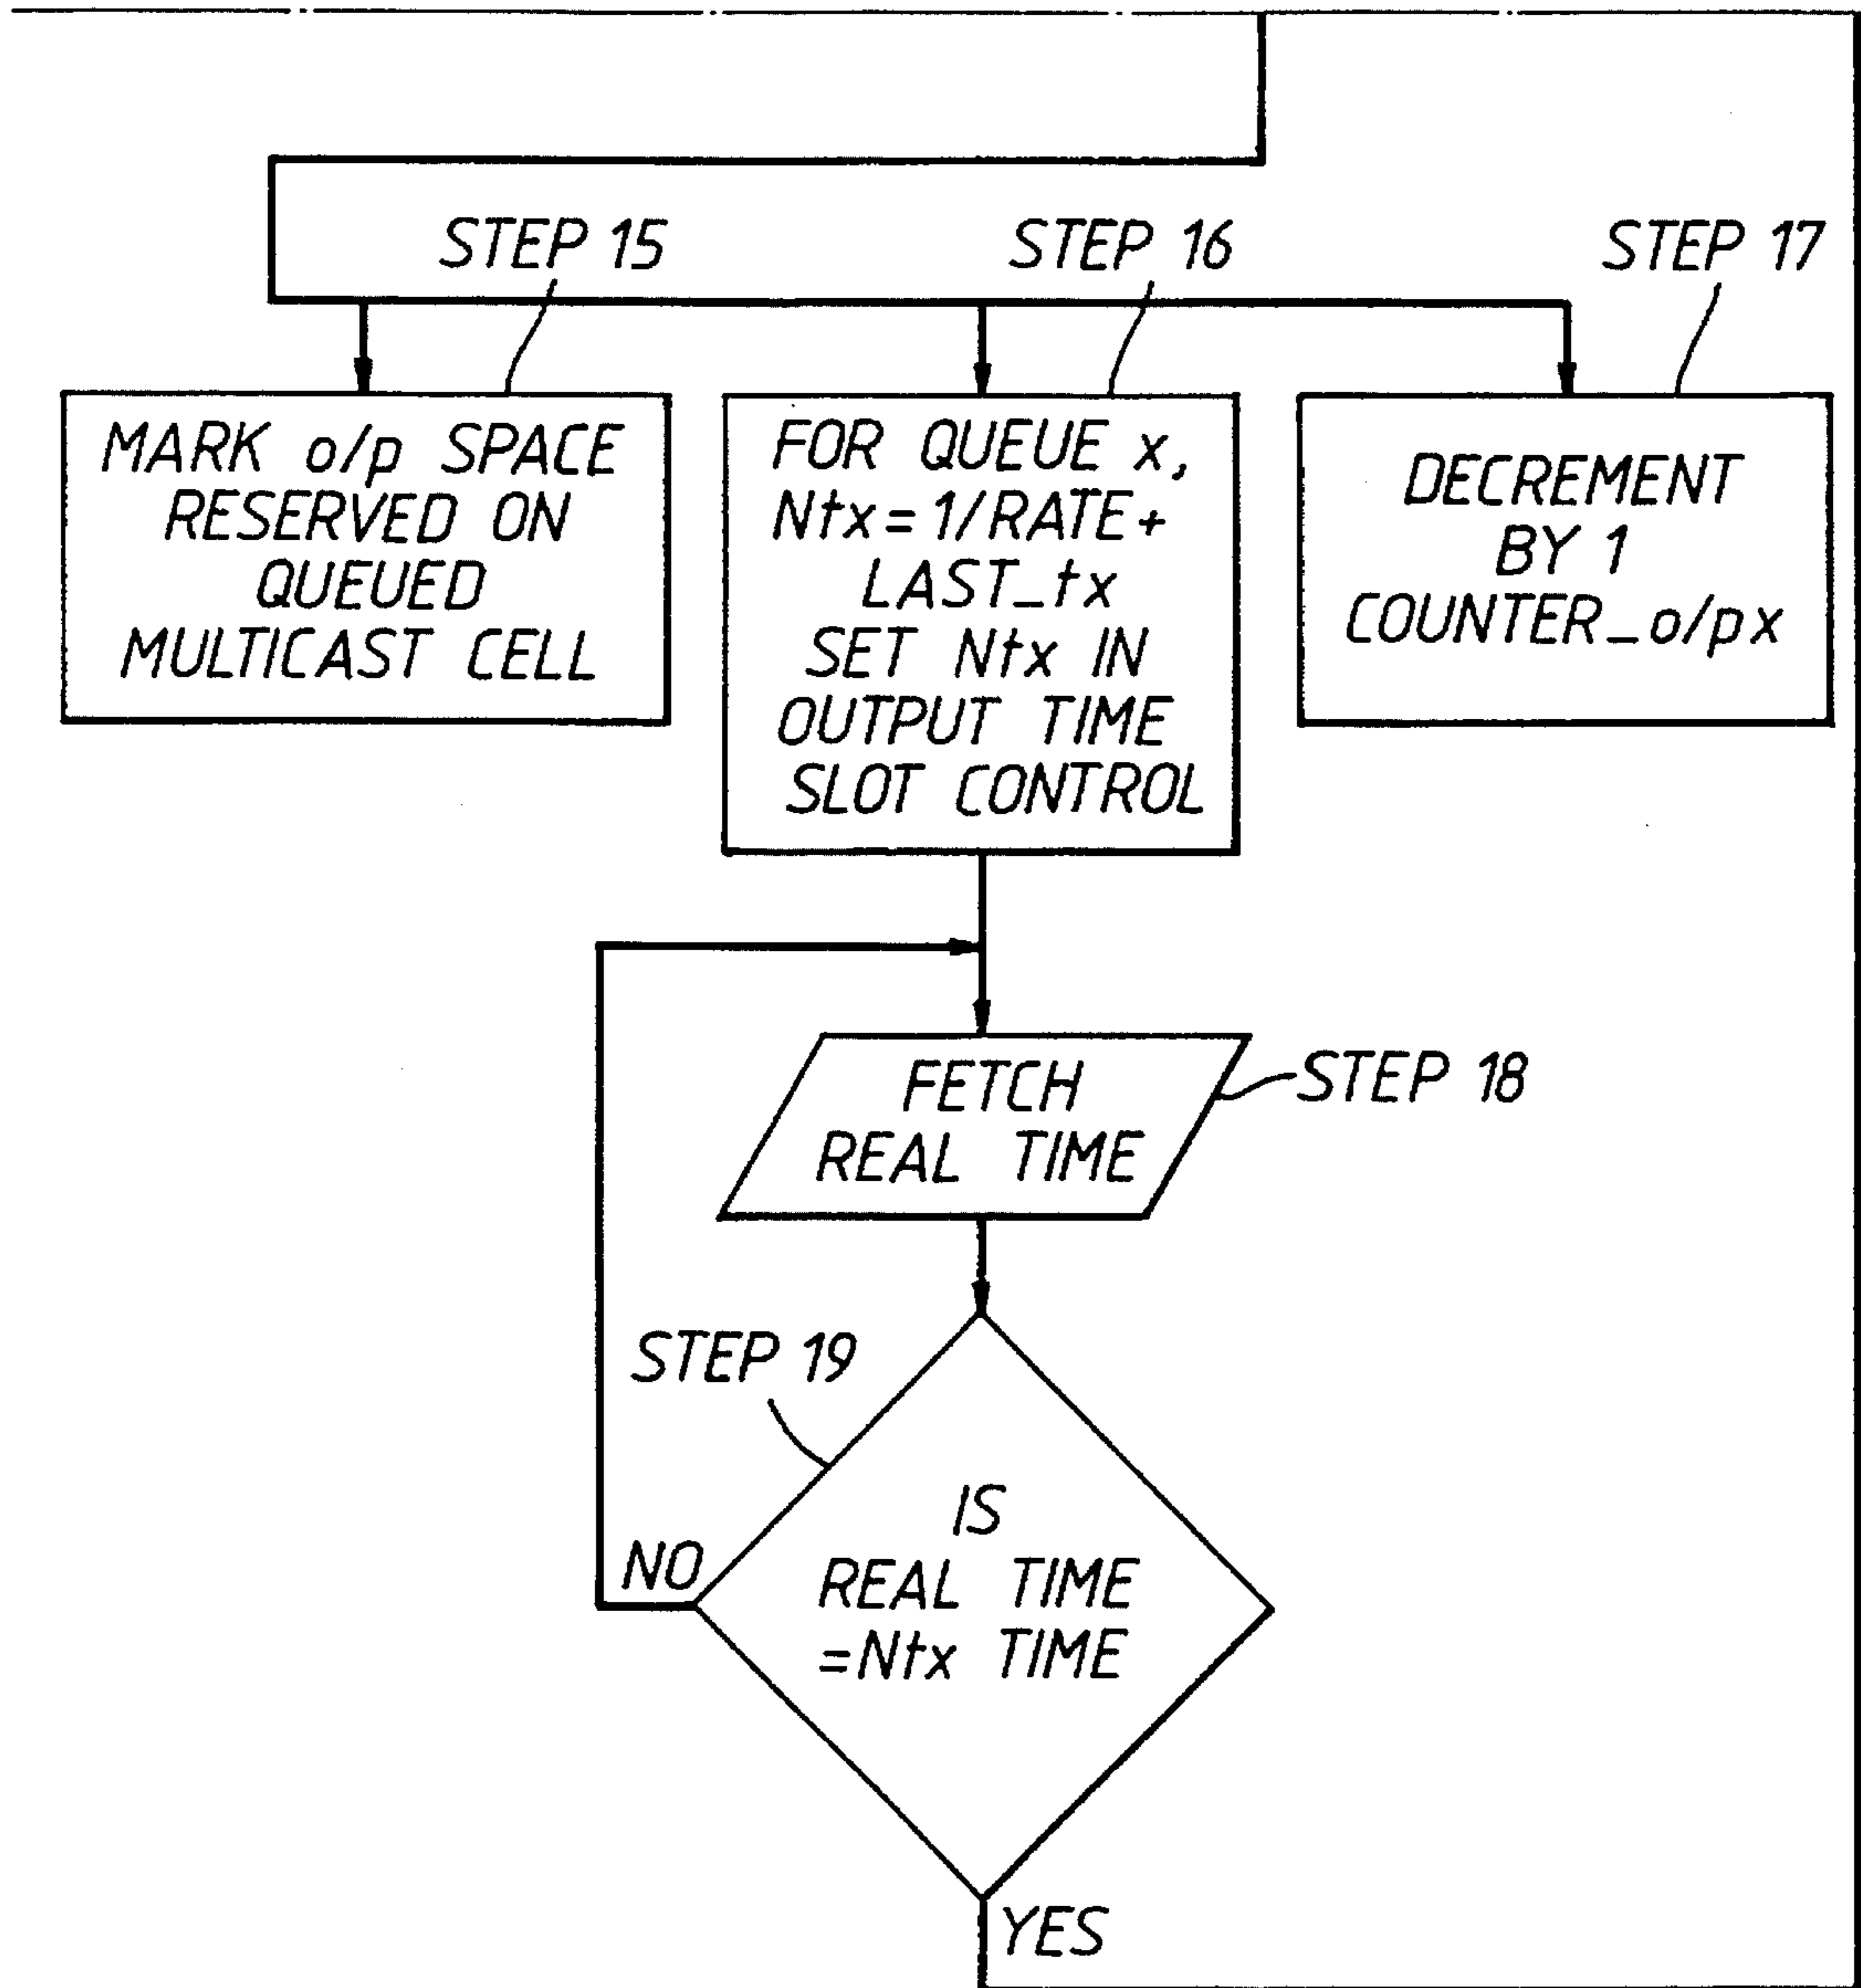 STEP 15
STEP 16
STEP 17
MARK o/p SPACE
RESERVED ON
QUEUED
MULTICAST CELL
FOR QUEUE x,
Ntx=1/RATE+
LAST_tx
SET Ntx IN
OUTPUT TIME
SLOT CONTROL
DECREMENT
BY 1
COUNTER_o/px
FETCH
REAL TIME
STEP 18
STEP 19
IS
REAL TIME
=Ntx TIME
NO
YES